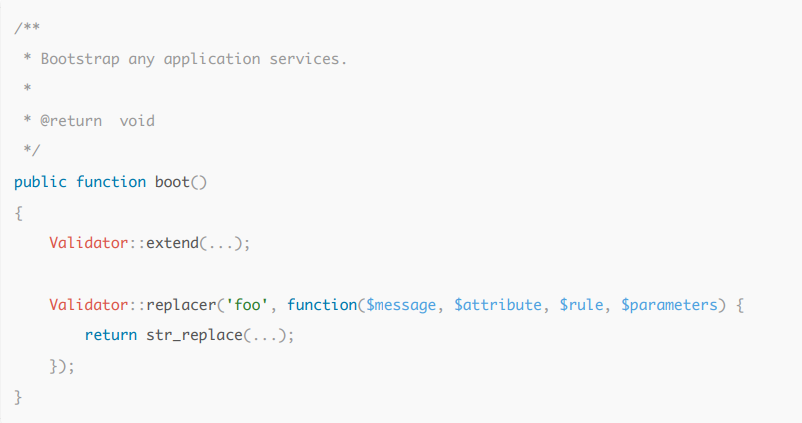 /**
 * Bootstrap any application services.
 *
 * @return  void
 */
public function boot()
{
    Validator::extend(...);
    Validator::replacer('foo', function($message, $attribute, $rule, $parameters) {
        return str_replace(...);
    });
}